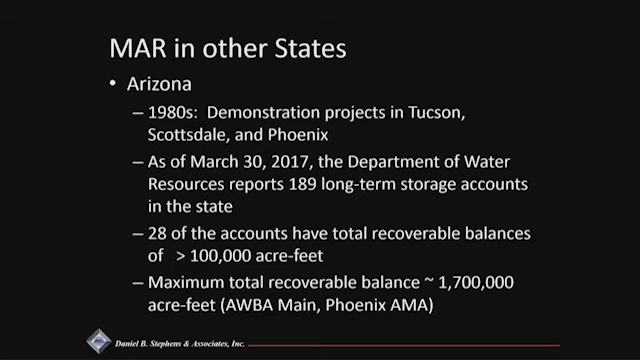 MAR in other States
• Arizona
– 1980s: Demonstration projects in Tucson,
Scottsdale, and Phoenix
– As of March 30, 2017, the Department of Water
Resources reports 189 long-term storage accounts
in the state
– 28 of the accounts have total recoverable balances
of > 100,000 acre-feet
– Maximum total recoverable balance ~ 1,700,000
acre-feet (AWBA Main, Phoenix AMA)
Daniel B. Stephens & Associates, Inc.